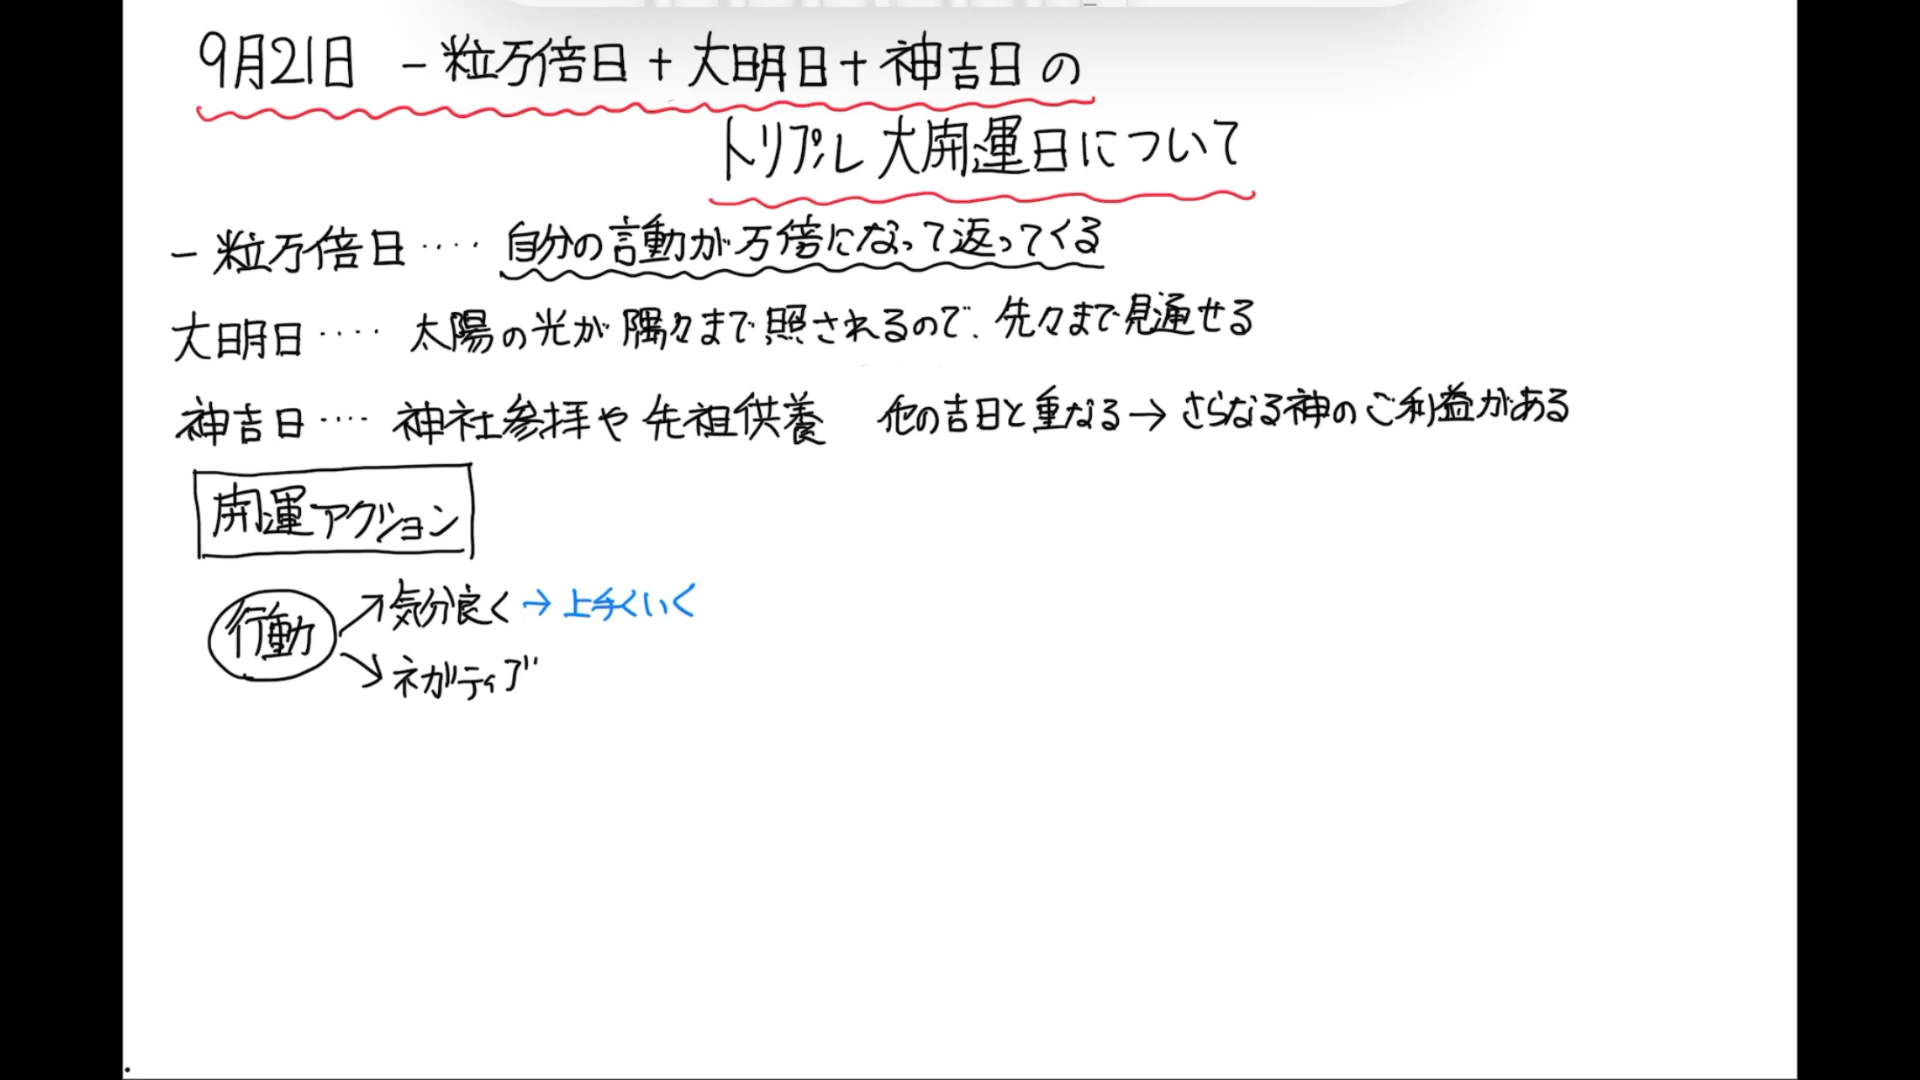 9月21日 一粒万倍日+大明日+神吉日の
トリプル大開運日について
一粒万倍日‥‥自分の言動が万倍になって返ってくる
大明日‥‥太陽の光が隅々まで照されるので、先々まで見通せる
神吉日‥‥神社参拝や先祖供養 他の吉日と重なる→さらなる神のご利益がある
開運アクション
行動
↗気分良く→上手くいく
↘ネガティブ